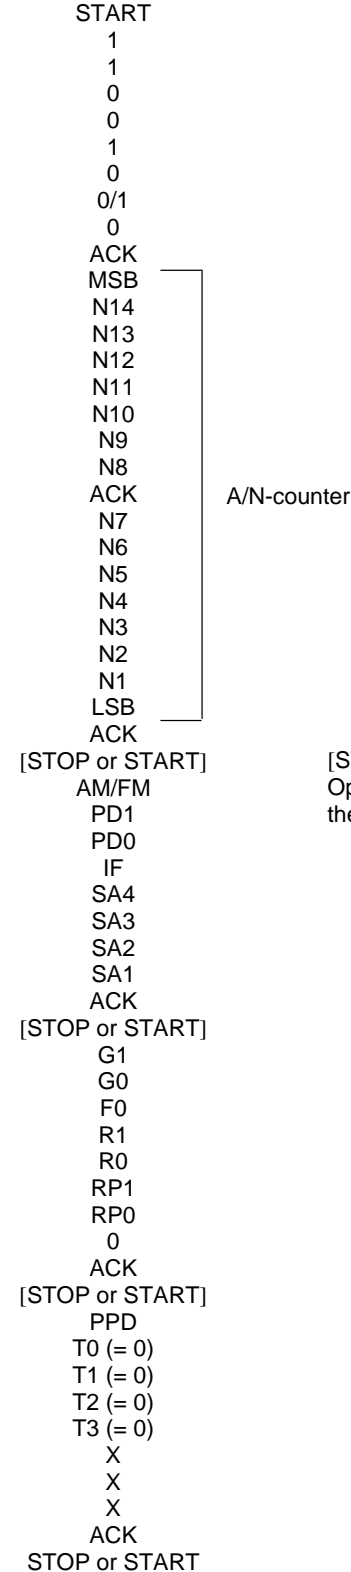 START
1
1
0
0
1
0
0/1
0
ACK
MSB
N14
N13
N12
N11
N10
N9
N8
ACK
A/N-counter
N7
N6
N5
N4
N3
N2
N1
LSB
ACK
[STOP or START]
[S
AM/FM
Op
PD1
the
PD0
IF
SA4
SA3
SA2
SA1
ACK
[STOP or START]
G1
G0
F0
R1
R0
RP1
RP0
0
ACK
[STOP or START]
PPD
T0 (= 0)
T1 (= 0)
T2 (= 0)
T3 (= 0)
X
X
X
ACK
STOP or START